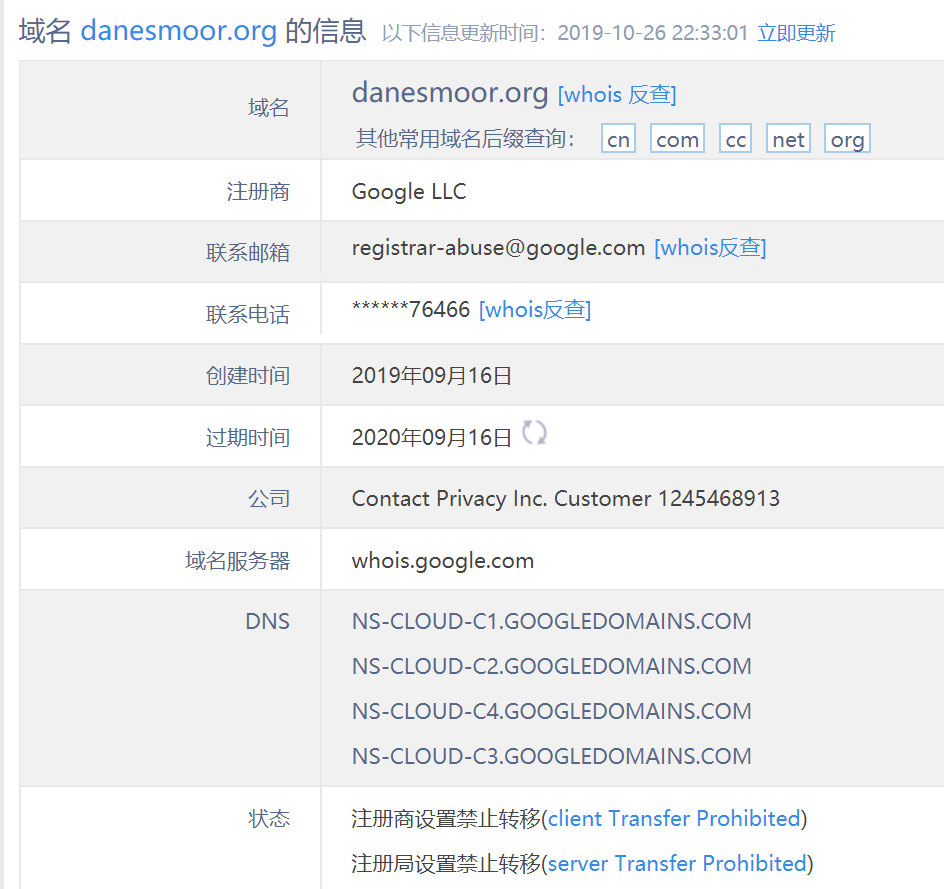 域名 danesmoor.org 的信息 以下信息更新时间：2019-10-26 22:33:01 立即更新
域名 danesmoor.org [whois 反查]
其他常用域名后缀查询： cn com cc net org
注册商 Google LLC
联系邮箱 registrar-abuse@google.com [whois反查]
联系电话 ******76466 [whois反查]
创建时间 2019年09月16日
过期时间 2020年09月16日
公司 Contact Privacy Inc. Customer 1245468913
域名服务器 whois.google.com
DNS NS-CLOUD-C1.GOOGLEDOMAINS.COM
NS-CLOUD-C2.GOOGLEDOMAINS.COM
NS-CLOUD-C4.GOOGLEDOMAINS.COM
NS-CLOUD-C3.GOOGLEDOMAINS.COM
状态 注册商设置禁止转移(client Transfer Prohibited)
注册局设置禁止转移(server Transfer Prohibited)